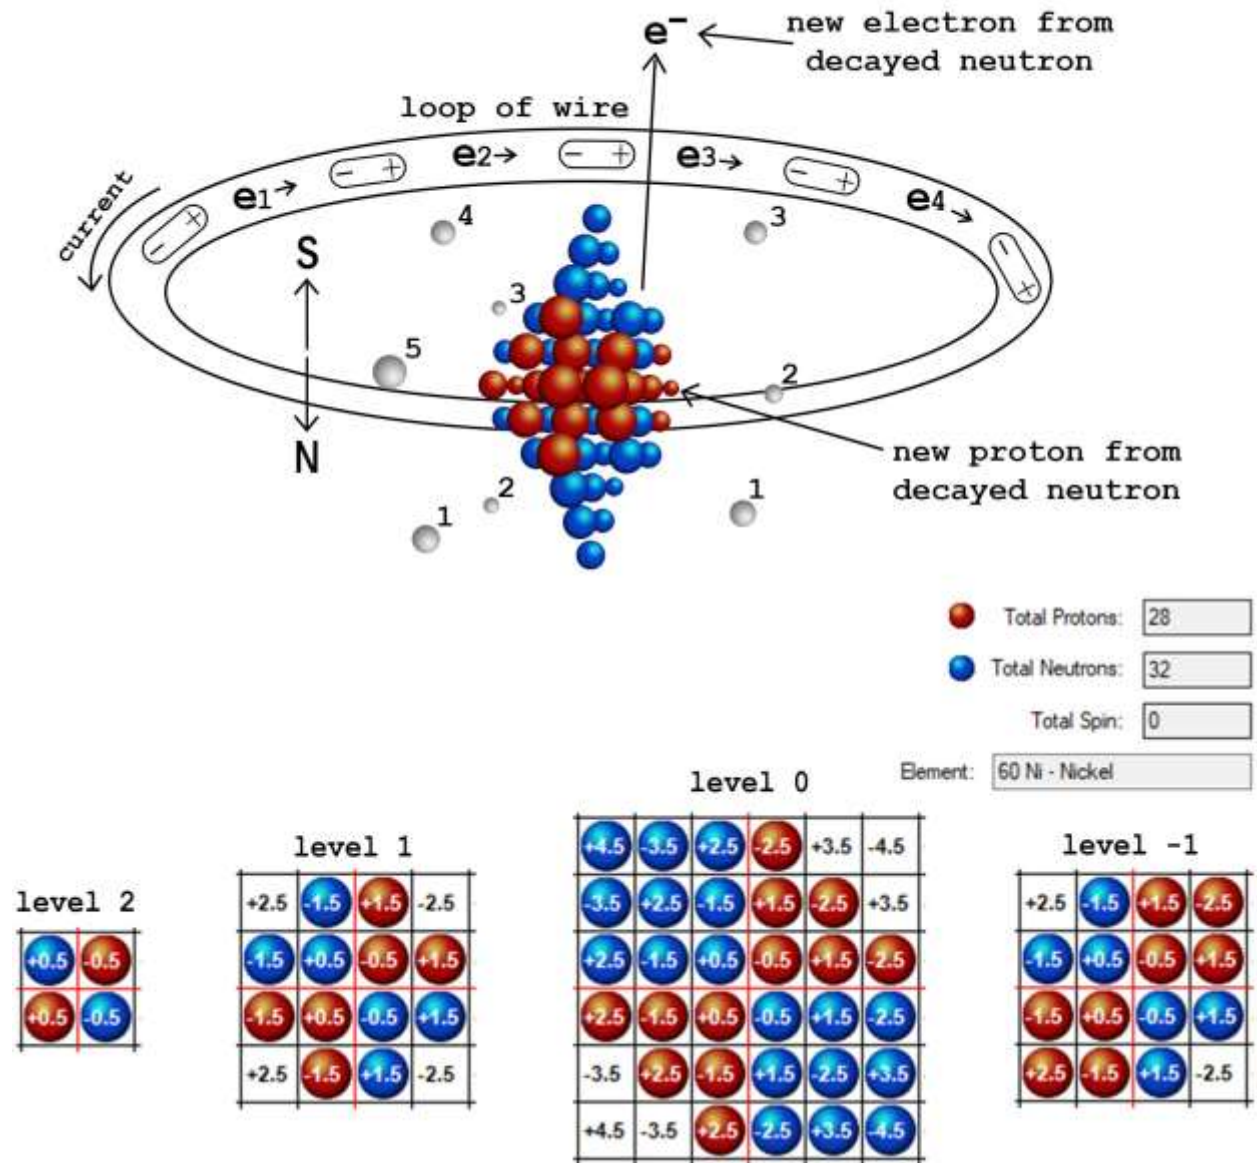 e⁻
new electron from
decayed neutron
loop of wire
- +
e1→
- +
e2→
- +
e3→
- +
e4→
- +
current
S
N
4
3
3
5
2
2
1
1
new proton from
decayed neutron
Total Protons: 28
Total Neutrons: 32
Total Spin: 0
Element: 60 Ni - Nickel
level 2
+0.5 -0.5
+0.5 -0.5
level 1
+2.5 -1.5 +1.5 -2.5
-1.5 +0.5 -0.5 +1.5
-1.5 +0.5 -0.5 +1.5
+2.5 -1.5 +1.5 -2.5
level 0
+4.5 -3.5 +2.5 -2.5 +3.5 -4.5
-3.5 +2.5 -1.5 +1.5 -2.5 +3.5
+2.5 -1.5 +0.5 -0.5 +1.5 -2.5
+2.5 -1.5 +0.5 -0.5 +1.5 -2.5
-3.5 +2.5 -1.5 +1.5 -2.5 +3.5
+4.5 -3.5 +2.5 -2.5 +3.5 -4.5
level -1
+2.5 -1.5 +1.5 -2.5
-1.5 +0.5 -0.5 +1.5
-1.5 +0.5 -0.5 +1.5
+2.5 -1.5 +1.5 -2.5